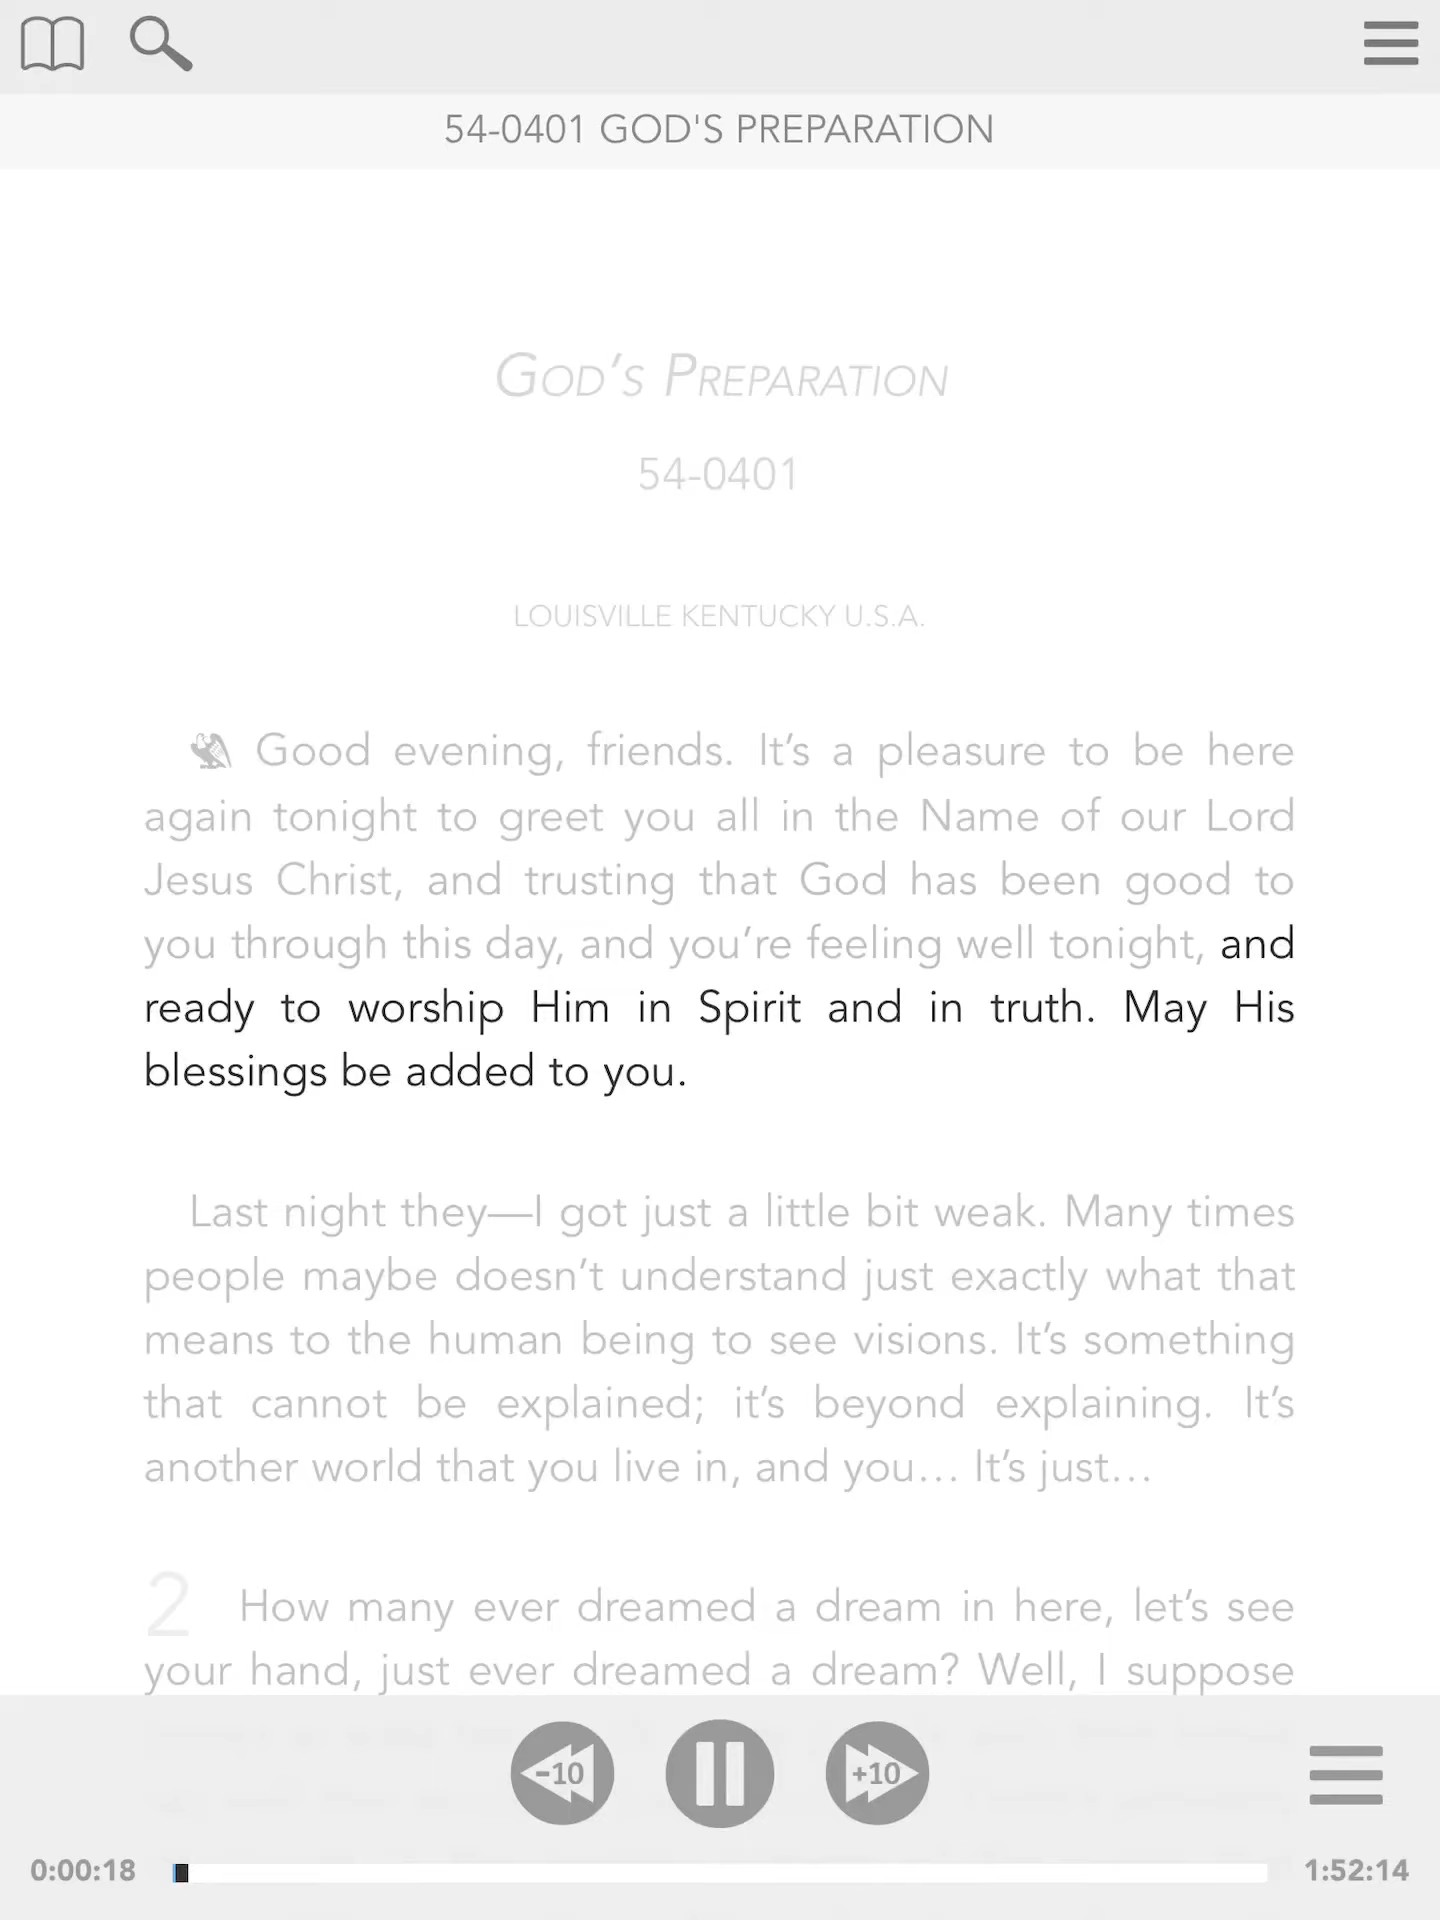 54-0401 GOD'S PREPARATION
GOD’S PREPARATION
54-0401
LOUISVILLE KENTUCKY U.S.A.
Good evening, friends. It’s a pleasure to be here
again tonight to greet you all in the Name of our Lord
Jesus Christ, and trusting that God has been good to
you through this day, and you’re feeling well tonight, and
ready to worship Him in Spirit and in truth. May His
blessings be added to you.
Last night they—I got just a little bit weak. Many times
people maybe doesn’t understand just exactly what that
means to the human being to see visions. It’s something
that cannot be explained; it’s beyond explaining. It’s
another world that you live in, and you… It’s just…
2 How many ever dreamed a dream in here, let’s see
your hand, just ever dreamed a dream? Well, I suppose
-10 +10
0:00:18 1:52:14